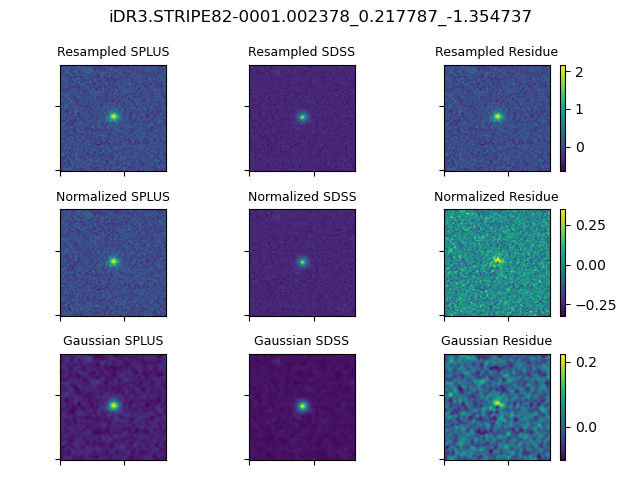 iDR3.STRIPE82-0001.002378_0.217787_-1.354737
Resampled SPLUS Resampled SDSS Resampled Residue
2
1
0
Normalized SPLUS Normalized SDSS Normalized Residue
0.25
0.00
−0.25
Gaussian SPLUS Gaussian SDSS Gaussian Residue
0.2
0.0